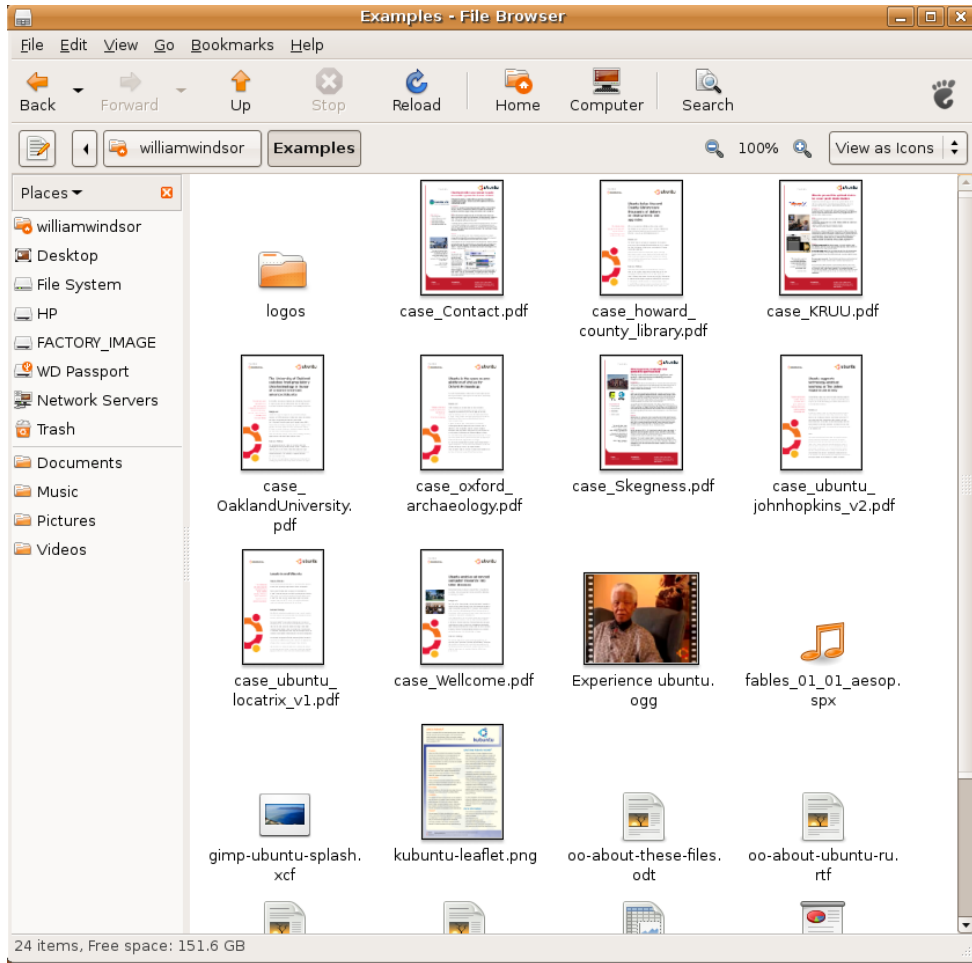 Examples - File Browser
File Edit View Go Bookmarks Help
Back Forward Up Stop Reload Home Computer Search
williamwindsor Examples 100% View as Icons
Places
williamwindsor
Desktop
File System
HP
FACTORY_IMAGE
WD Passport
Network Servers
Trash
Documents
Music
Pictures
Videos
logos
case_Contact.pdf
case_howard_
county_library.pdf
case_KRUU.pdf
case_
OaklandUniversity.
pdf
case_oxford_
archaeology.pdf
case_Skegness.pdf
case_ubuntu_
johnhopkins_v2.pdf
case_ubuntu_
locatrix_v1.pdf
case_Wellcome.pdf
Experience ubuntu.
ogg
fables_01_01_aesop.
spx
gimp-ubuntu-splash.
xcf
kubuntu-leaflet.png
oo-about-these-files.
odt
oo-about-ubuntu-ru.
rtf
24 items, Free space: 151.6 GB